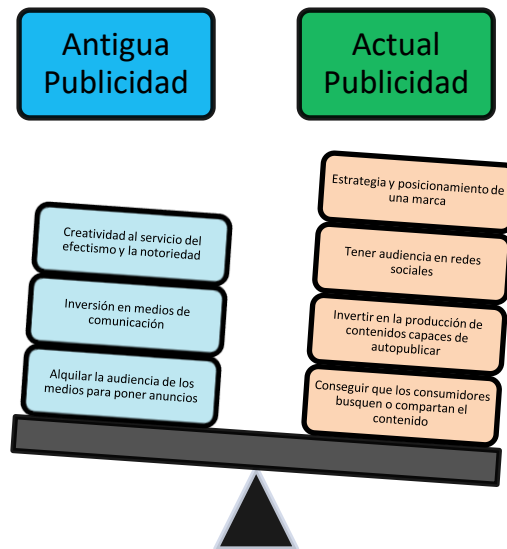 Antigua
Publicidad
Actual
Publicidad
Creatividad al servicio del
efectismo y la notoriedad
Inversión en medios de
comunicación
Alquilar la audiencia de los
medios para poner anuncios
Estrategia y posicionamiento de
una marca
Tener audiencia en redes
sociales
Invertir en la producción de
contenidos capaces de
autopublicar
Conseguir que los consumidores
busquen o compartan el
contenido